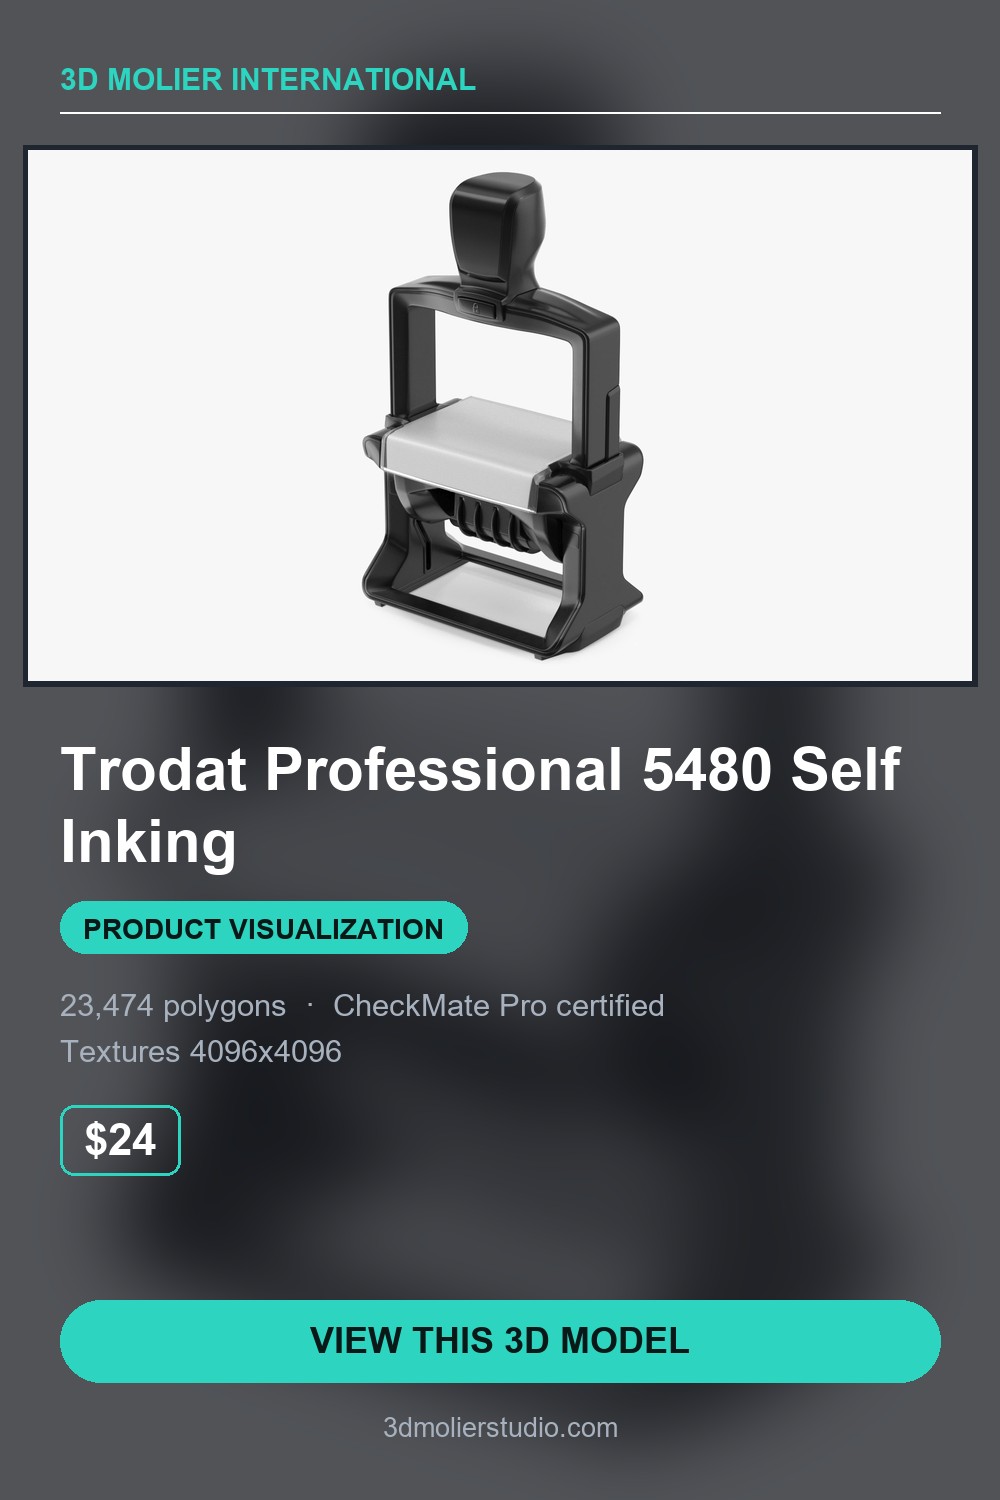 3D MOLIER INTERNATIONAL
Trodat Professional 5480 Self
Inking
PRODUCT VISUALIZATION
23,474 polygons · CheckMate Pro certified
Textures 4096x4096
$24
VIEW THIS 3D MODEL
3dmolierstudio.com